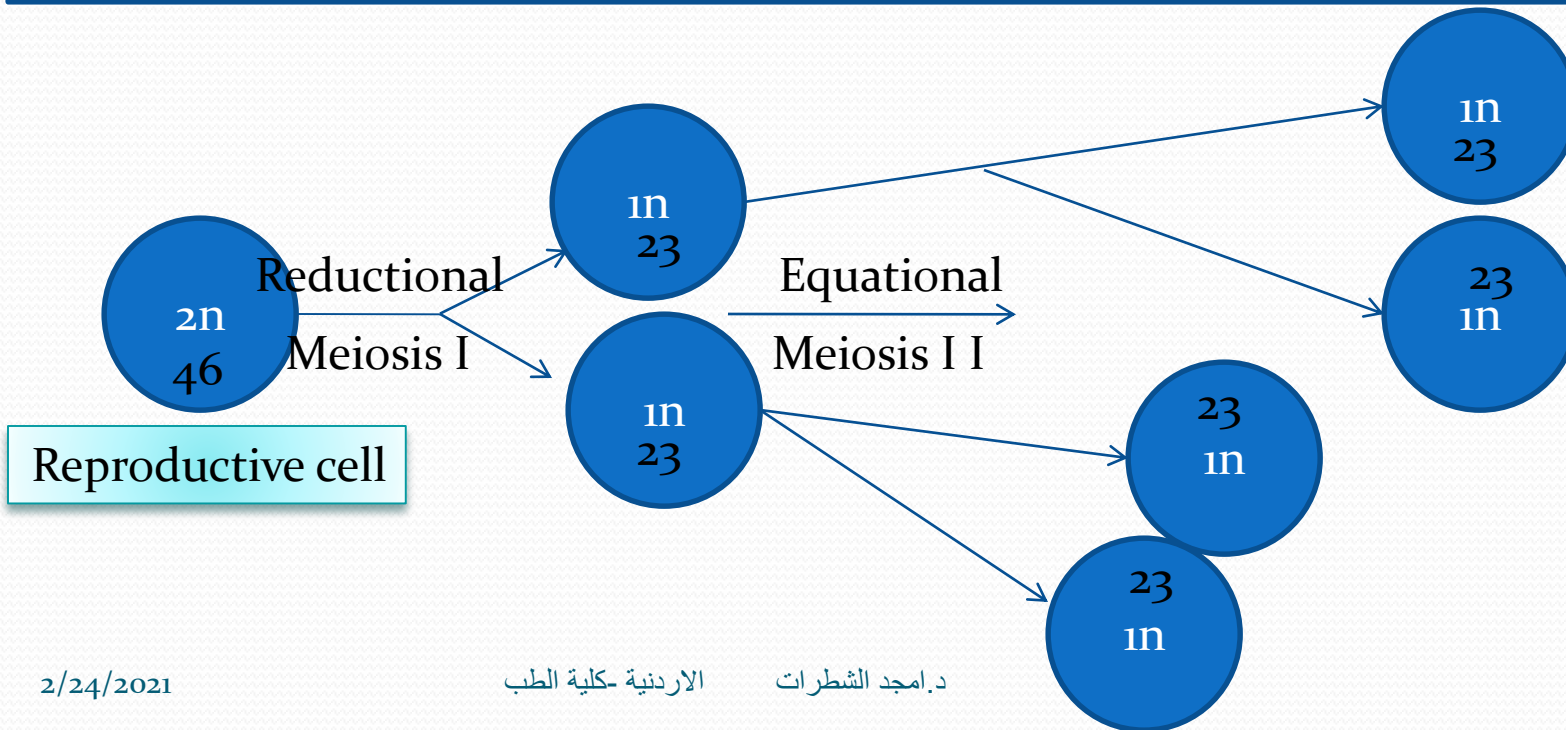 2n
46
Reproductive cell
Reductional
Meiosis I
1n
23
1n
23
Equational
Meiosis I I
1n
23
23
1n
23
1n
23
1n
2/24/2021
د.امجد الشطرات الاردنية -كلية الطب